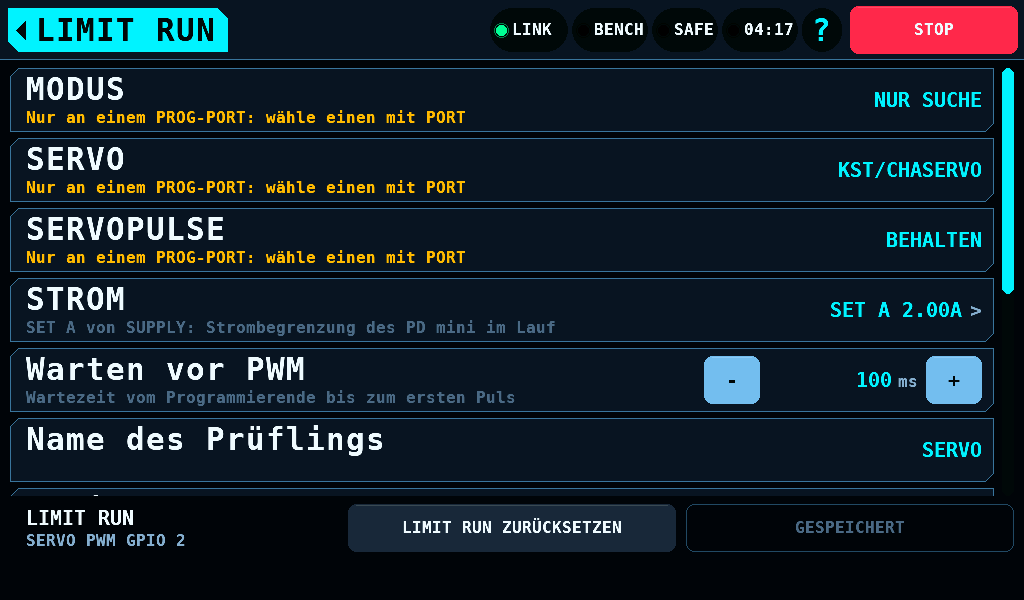 LIMIT RUN
LINK
BENCH
SAFE
04:17
?
STOP
MODUS
Nur an einem PROG-PORT: wähle einen mit PORT
NUR SUCHE
SERVO
Nur an einem PROG-PORT: wähle einen mit PORT
KST/CHASERVO
SERVOPULSE
Nur an einem PROG-PORT: wähle einen mit PORT
BEHALTEN
STROM
SET A von SUPPLY: Strombegrenzung des PD mini im Lauf
SET A 2.00A >
Warten vor PWM
Wartezeit vom Programmierende bis zum ersten Puls
-
100 ms
+
Name des Prüflings
SERVO
LIMIT RUN
SERVO PWM GPIO 2
LIMIT RUN ZURÜCKSETZEN
GESPEICHERT